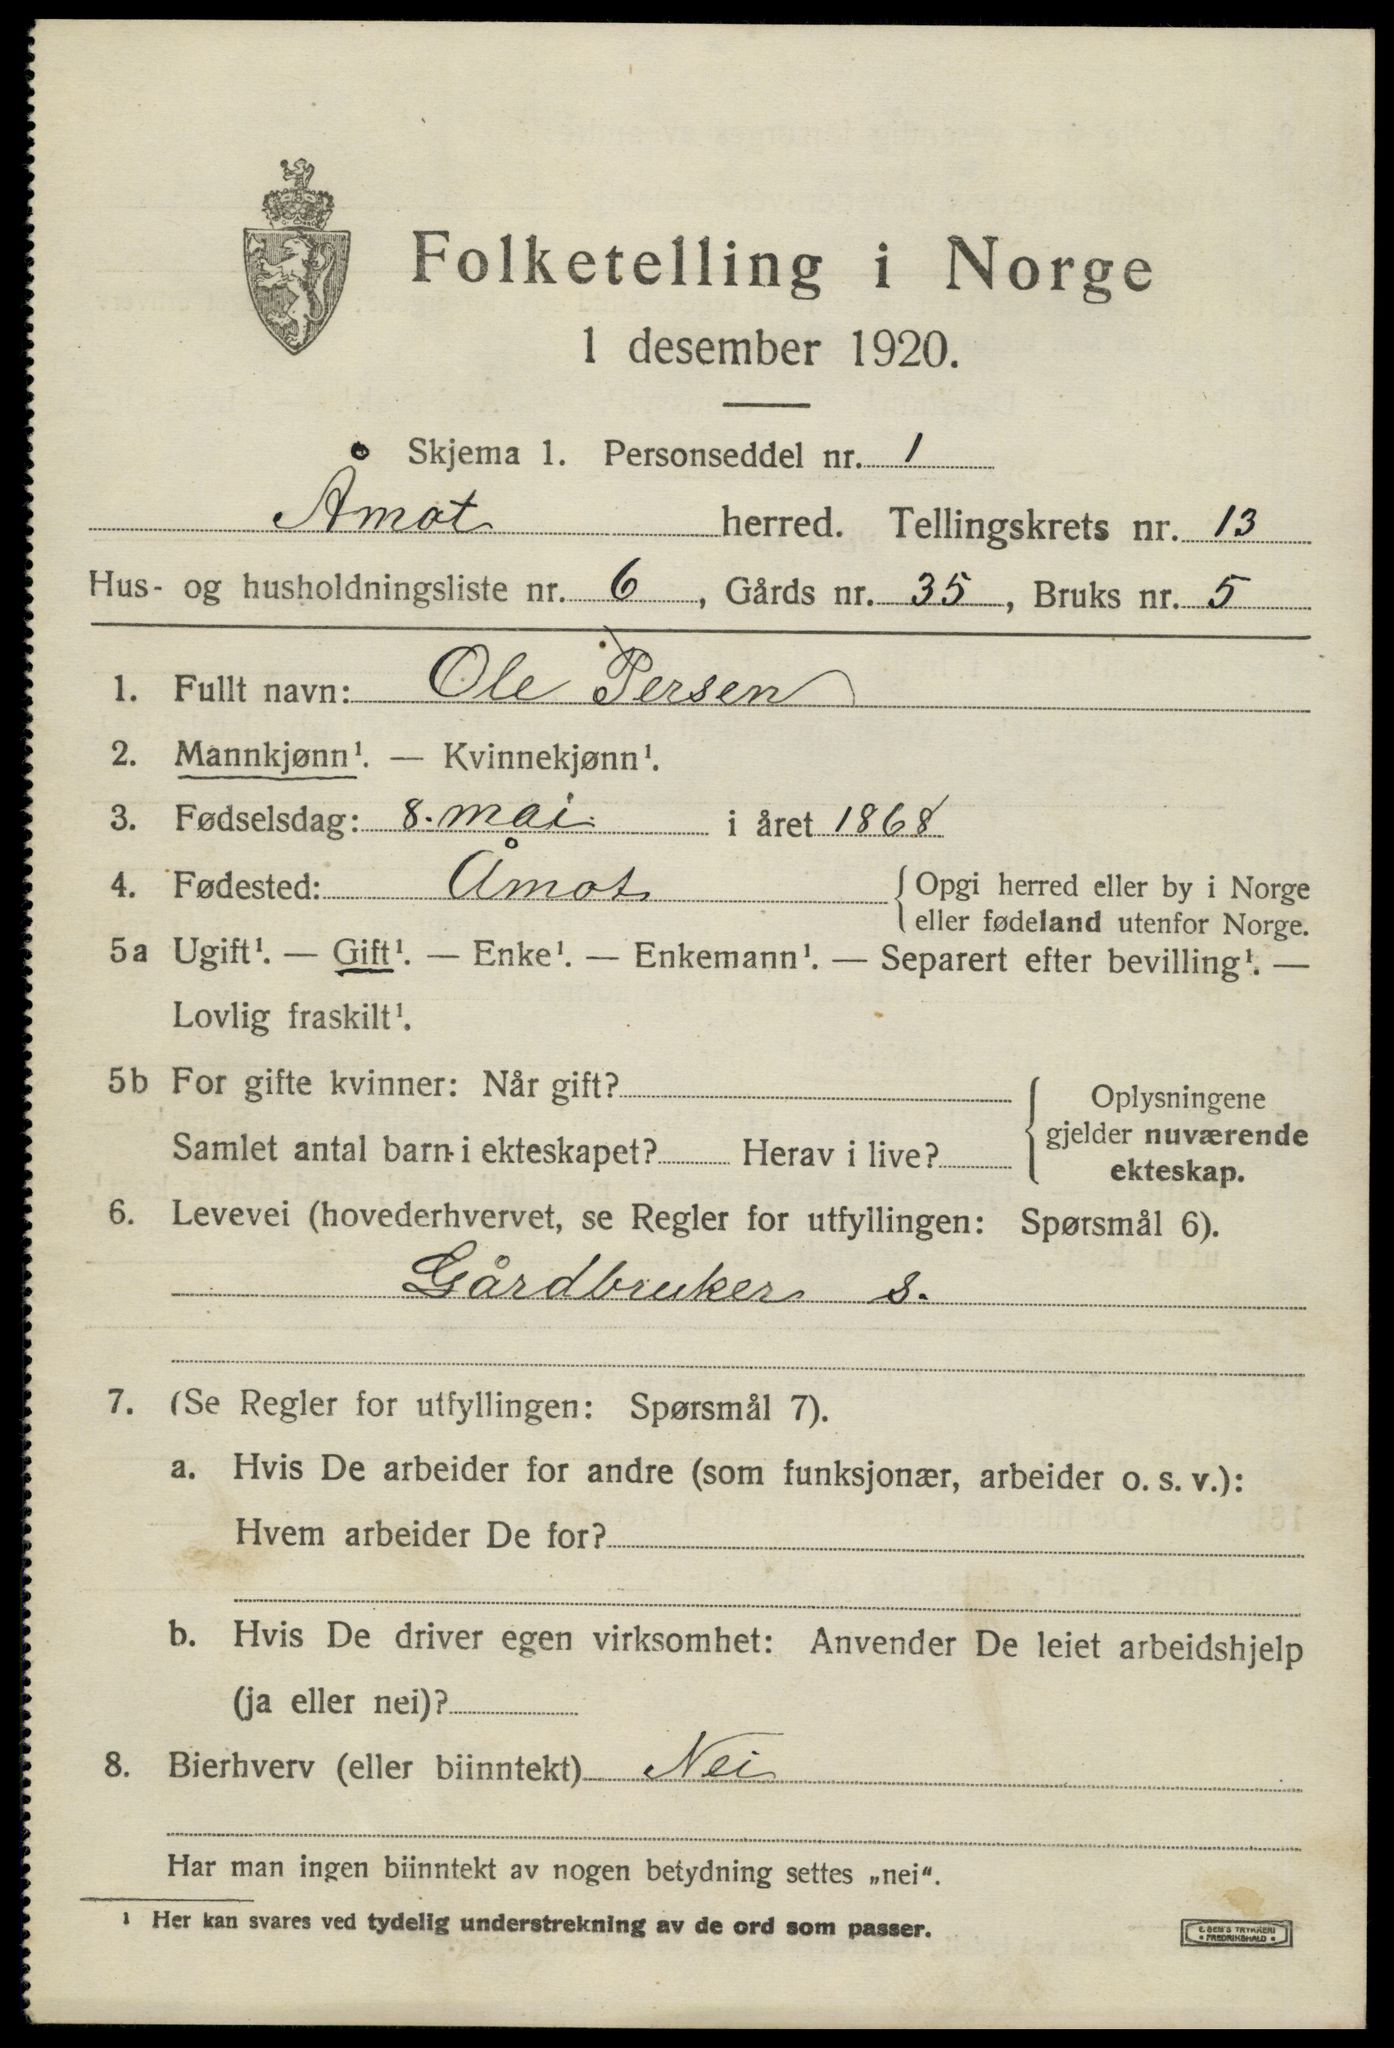 Folketelling i Norge
1 desember 1920.
Skjema 1. Personseddel nr. 1
Åmot herred. Tellingskrets nr. 13
Hus- og husholdningsliste nr. 6, Gårds nr. 35, Bruks nr. 5
1. Fullt navn: Ole Persen
2. Mannkjønn¹. — Kvinnekjønn¹.
3. Fødselsdag: 8. mai i året 1868
4. Fødested: Åmot { Opgi herred eller by i Norge
eller fødeland utenfor Norge.
5a Ugift¹. — Gift¹. — Enke¹. — Enkemann¹. — Separert efter bevilling¹. —
Lovlig fraskilt¹.
5b For gifte kvinner: Når gift?
Samlet antal barn i ekteskapet? Herav i live?
Oplysningene
gjelder nuværende
ekteskap.
6. Levevei (hovederhvervet, se Regler for utfyllingen: Spørsmål 6).
Gårdbruker s.
7. (Se Regler for utfyllingen: Spørsmål 7).
a. Hvis De arbeider for andre (som funksjonær, arbeider o. s. v.):
Hvem arbeider De for?
b. Hvis De driver egen virksomhet: Anvender De leiet arbeidshjelp
(ja eller nei)?
8. Bierhverv (eller biinntekt) Nei
Har man ingen biinntekt av nogen betydning settes „nei“.
¹ Her kan svares ved tydelig understrekning av de ord som passer.
E. SEM'S TRYKKERI
FREDRIKSHALD